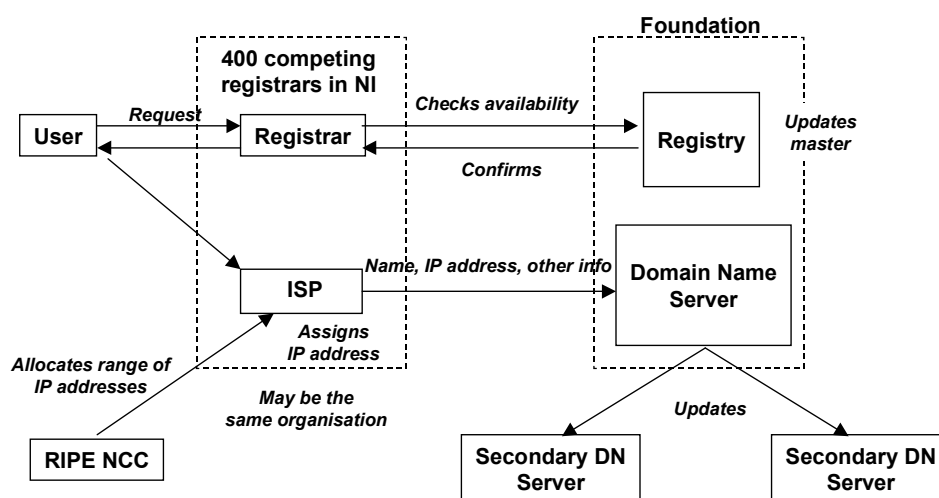 Foundation
400 competing
registrars in NI
Request
Checks availability
User
Registrar
Registry
Updates
master
Confirms
Name, IP address, other info
ISP
Domain Name
Server
Assigns
IP address
Allocates range of
IP addresses
May be the
same organisation
Updates
RIPE NCC
Secondary DN
Server
Secondary DN
Server